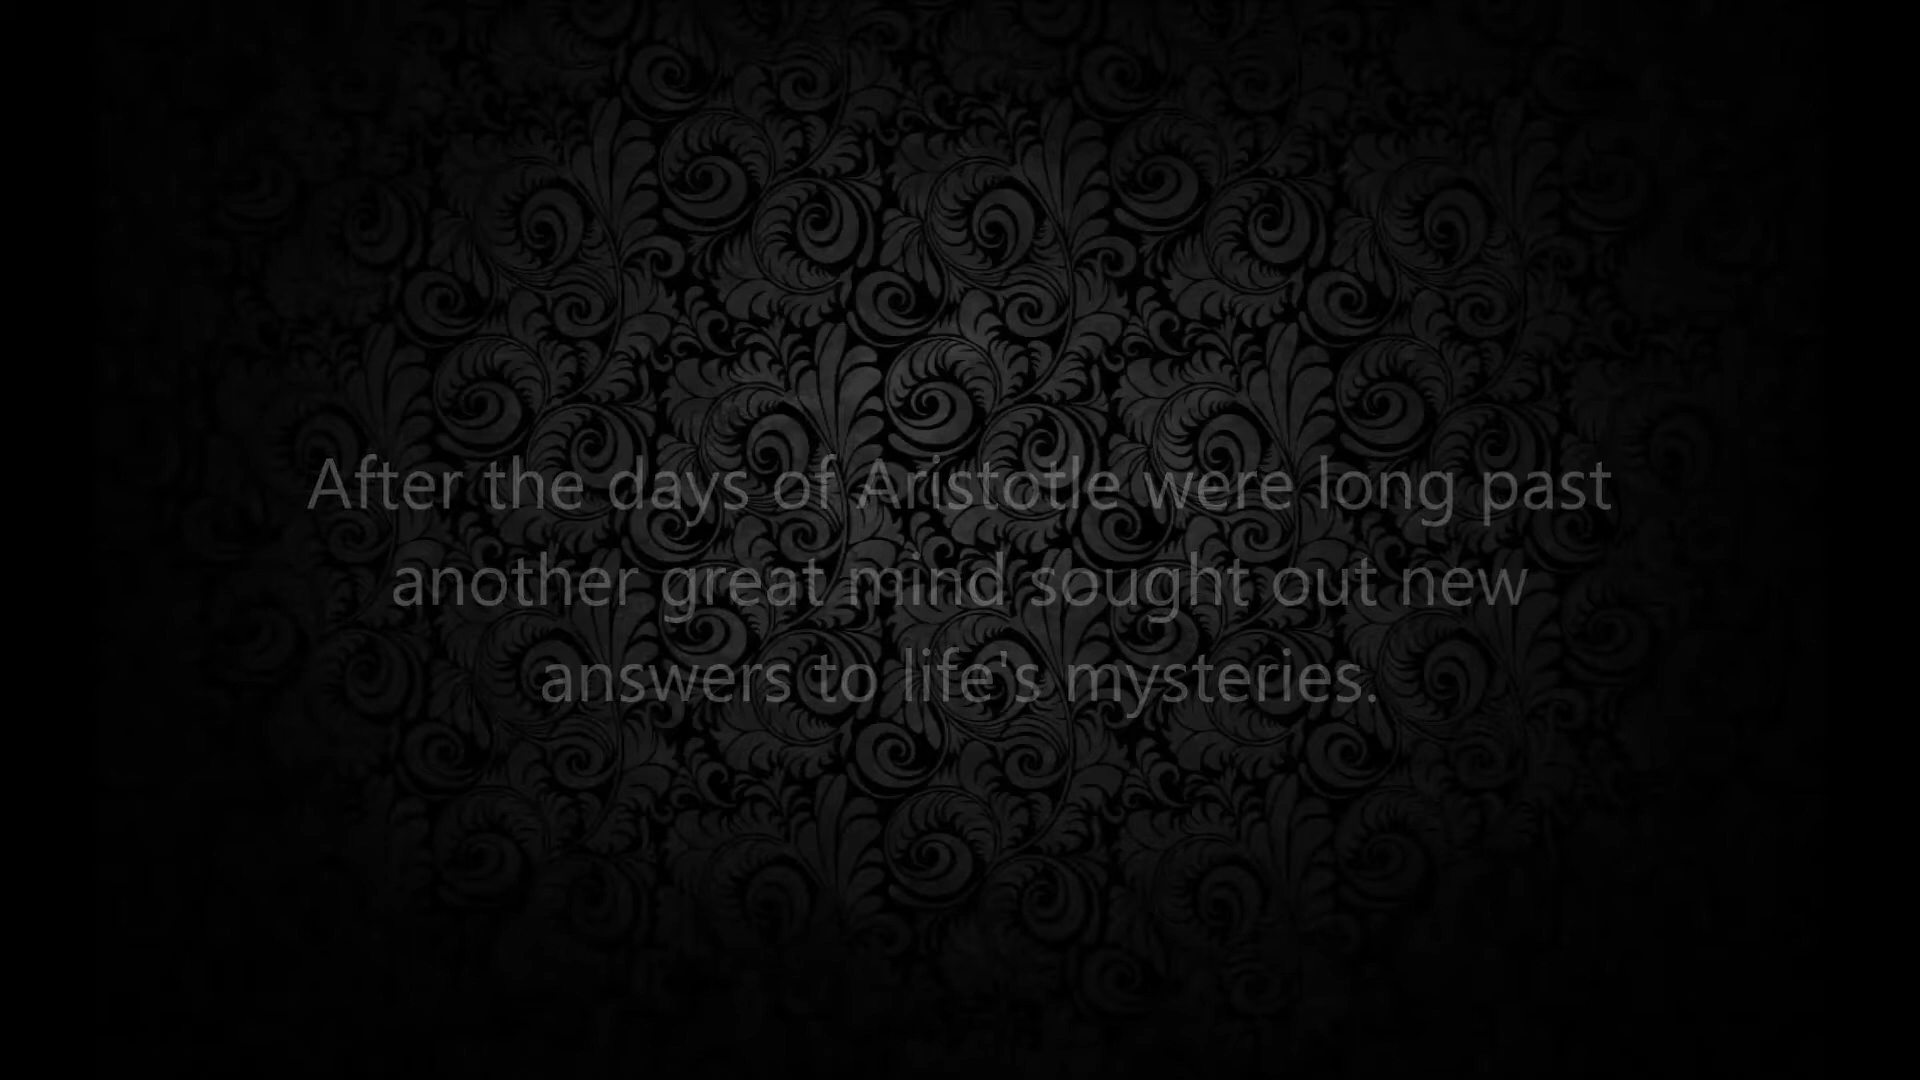 After the days of Aristotle were long past
another great mind sought out new
answers to life's mysteries.